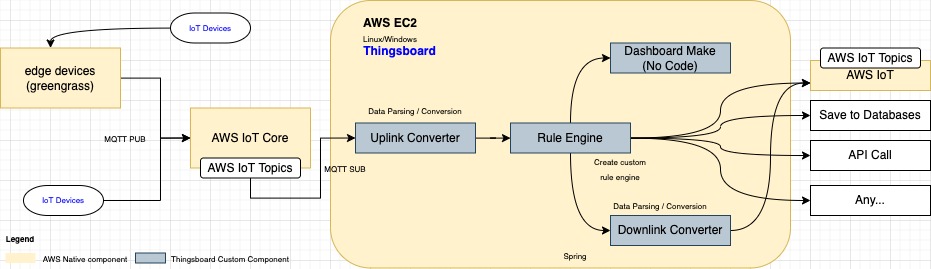 IoT Devices
edge devices
(greengrass)
MQTT PUB
IoT Devices
AWS IoT Core
AWS IoT Topics
MQTT SUB
AWS EC2
Linux/Windows
Thingsboard
Data Parsing / Conversion
Uplink Converter
Rule Engine
Create custom
rule engine
Dashboard Make
(No Code)
Data Parsing / Conversion
Downlink Converter
Spring
AWS IoT Topics
AWS IoT
Save to Databases
API Call
Any...
Legend
AWS Native component
Thingsboard Custom Component